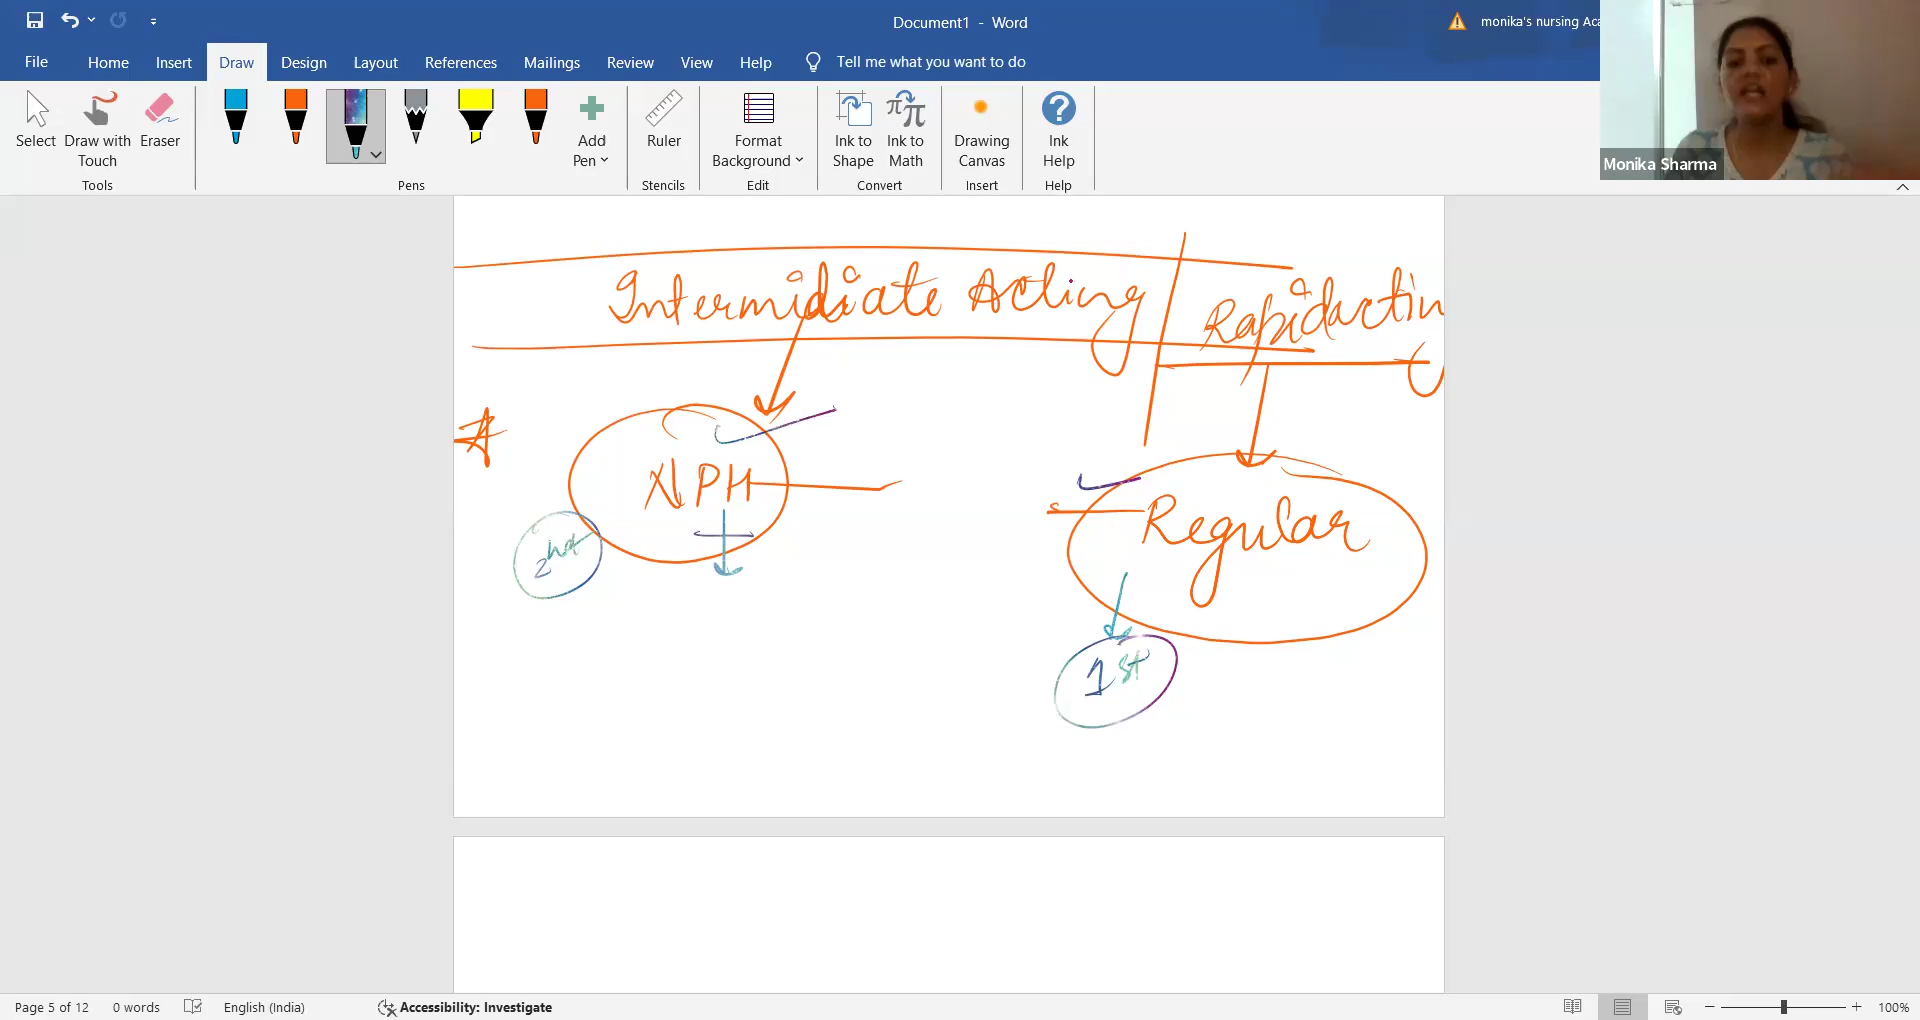 Document1 - Word
monika's nursing Aca
File Home Insert Draw Design Layout References Mailings Review View Help Tell me what you want to do
Select Draw with Touch Eraser
Add Pen
Ruler
Format Background
Ink to Shape
Ink to Math
Drawing Canvas
Ink Help
Tools Pens Stencils Edit Convert Insert Help
Monika Sharma
Intermidiate Acting Rapidactin
g
NPH
Regular
2nd
1st
Page 5 of 12 0 words English (India) Accessibility: Investigate 100%